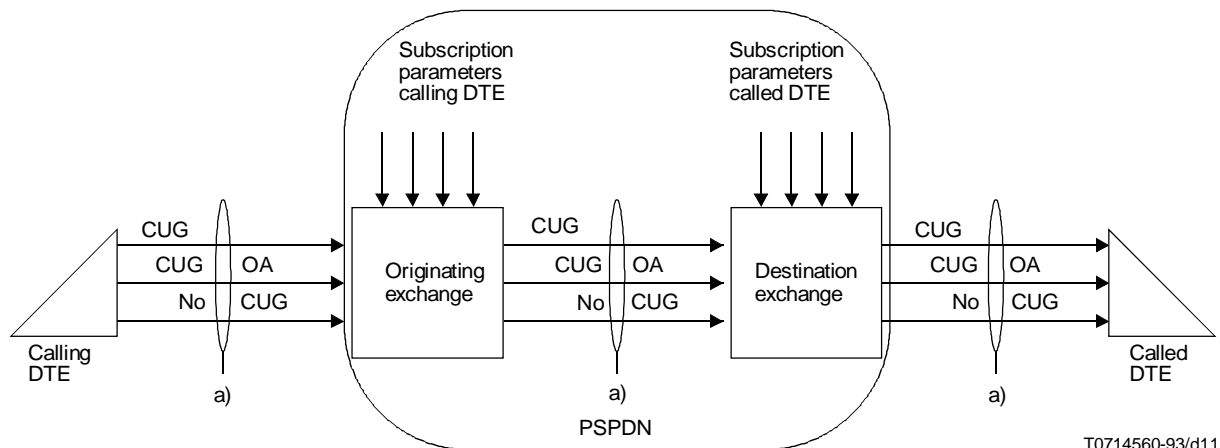 Subscription
parameters
calling DTE
Subscription
parameters
called DTE
CUG
CUG OA
No CUG
Calling
DTE
a)
Originating
exchange
CUG
CUG OA
No CUG
a)
Destination
exchange
CUG
CUG OA
No CUG
a)
Called
DTE
PSPDN
T0714560-93/d11